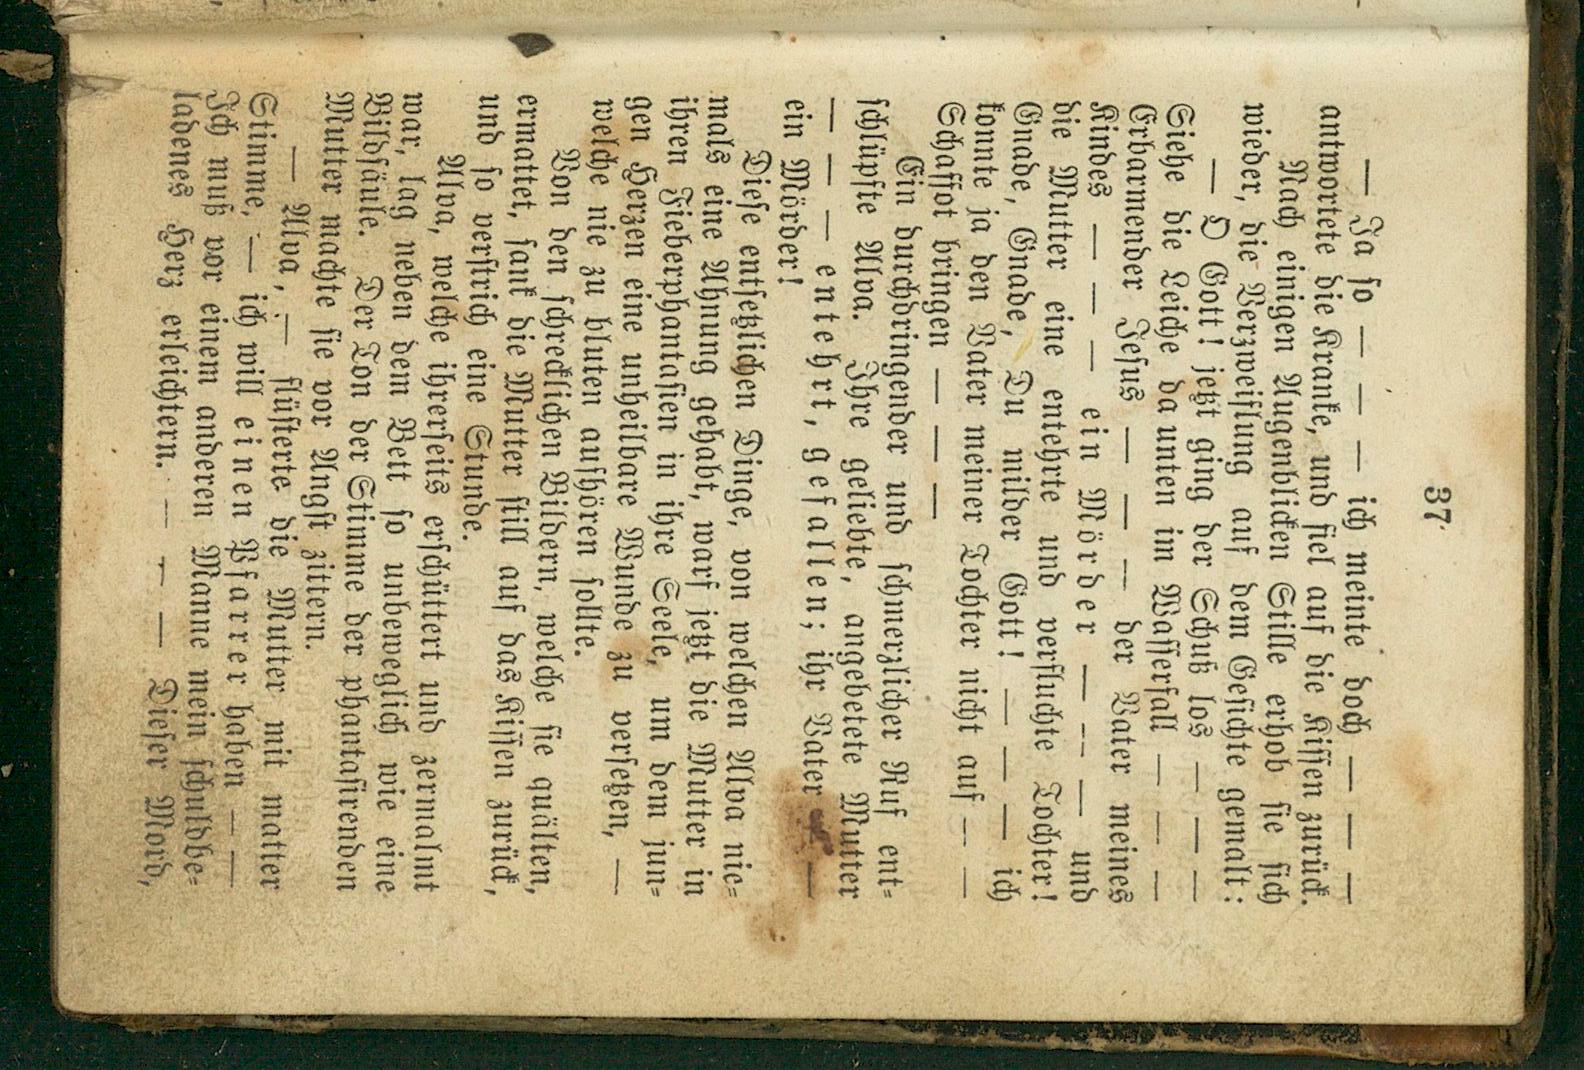 37
— Ja ſo — — — — ich meinte doch — — — —
antwortete die Kranke, und fiel auf die Kiſſen zurück.
Nach einigen Augenblicken Stille erhob ſie ſich
wieder, die Verzweiflung auf dem Geſichte gemalt:
— O Gott! jetzt ging der Schuß los — — — —
Siehe die Leiche da unten im Waſſerfall — — — —
Erbarmender Jeſus — — — — der Vater meines
Kindes — — — — ein Mörder — — — — und
die Mutter eine entehrte und verfluchte Tochter!
Gnade, Gnade, Du milder Gott! — — — — ich
konnte ja den Vater meiner Tochter nicht auf — —
Schaffot bringen — — — —
Ein durchdringender und ſchmerzlicher Ruf ent-
ſchlüpfte Alva. Ihre geliebte, angebetete Mutter
— — — — entehrt, gefallen; ihr Vater — —
ein Mörder!
Dieſe entſetzlichen Dinge, von welchen Alva nie-
mals eine Ahnung gehabt, warf jetzt die Mutter in
ihren Fieberphantaſien in ihre Seele, um dem jun-
gen Herzen eine unheilbare Wunde zu verſetzen, —
welche nie zu bluten aufhören ſollte.
Von den ſchrecklichen Bildern, welche ſie quälten,
ermattet, ſank die Mutter ſtill auf das Kiſſen zurück,
und ſo verſtrich eine Stunde.
Alva, welche ihrerſeits erſchüttert und zermalmt
war, lag neben dem Bett ſo unbeweglich wie eine
Bildſäule. Der Ton der Stimme der phantaſirenden
Mutter machte ſie vor Angſt zittern.
— Alva, — flüſterte die Mutter mit matter
Stimme, — ich will einen Pfarrer haben — —
Ich muß vor einem anderen Manne mein ſchuldbe-
ladenes Herz erleichtern. — — — — Dieſer Mord,